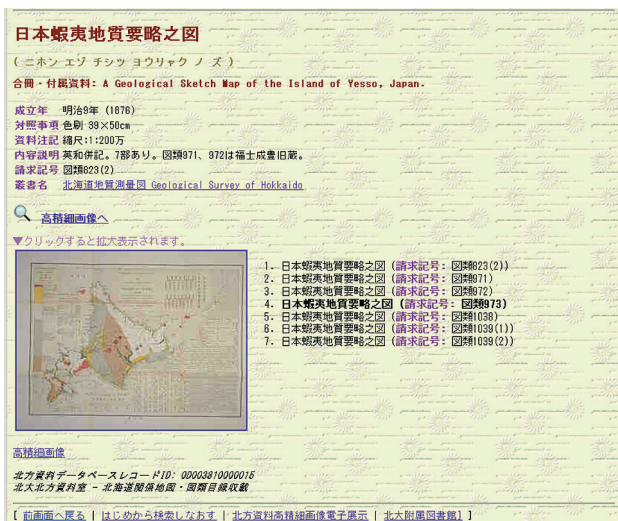 日本蝦夷地質要略之図
( ニホン エゾ チシツ ヨウリャク ノ ズ )
合冊・付属資料: A Geological Sketch Map of the Island of Yesso, Japan.
成立年 明治9年 (1876)
対照事項 色刷 39×50cm
資料注記 縮尺:1:200万
内容説明 英和併記。7部あり。図類971、972は福士成豊旧蔵。
請求記号 図類823(2)
叢書名 北海道地質測量図 Geological Survey of Hokkaido
高精細画像へ
▼クリックすると拡大表示されます。
1. 日本蝦夷地質要略之図 (請求記号: 図類823(2))
2. 日本蝦夷地質要略之図 (請求記号: 図類971)
3. 日本蝦夷地質要略之図 (請求記号: 図類972)
4. 日本蝦夷地質要略之図 (請求記号: 図類973)
5. 日本蝦夷地質要略之図 (請求記号: 図類1038)
6. 日本蝦夷地質要略之図 (請求記号: 図類1039(1))
7. 日本蝦夷地質要略之図 (請求記号: 図類1039(2))
高精細画像
北方資料データベースレコードID: 0D003810000015
北大北方資料室 - 北海道関係地図・図類目録収載
[ 前画面へ戻る | はじめから検索しなおす | 北方資料高精細画像電子展示 | 北大附属図書館] ]